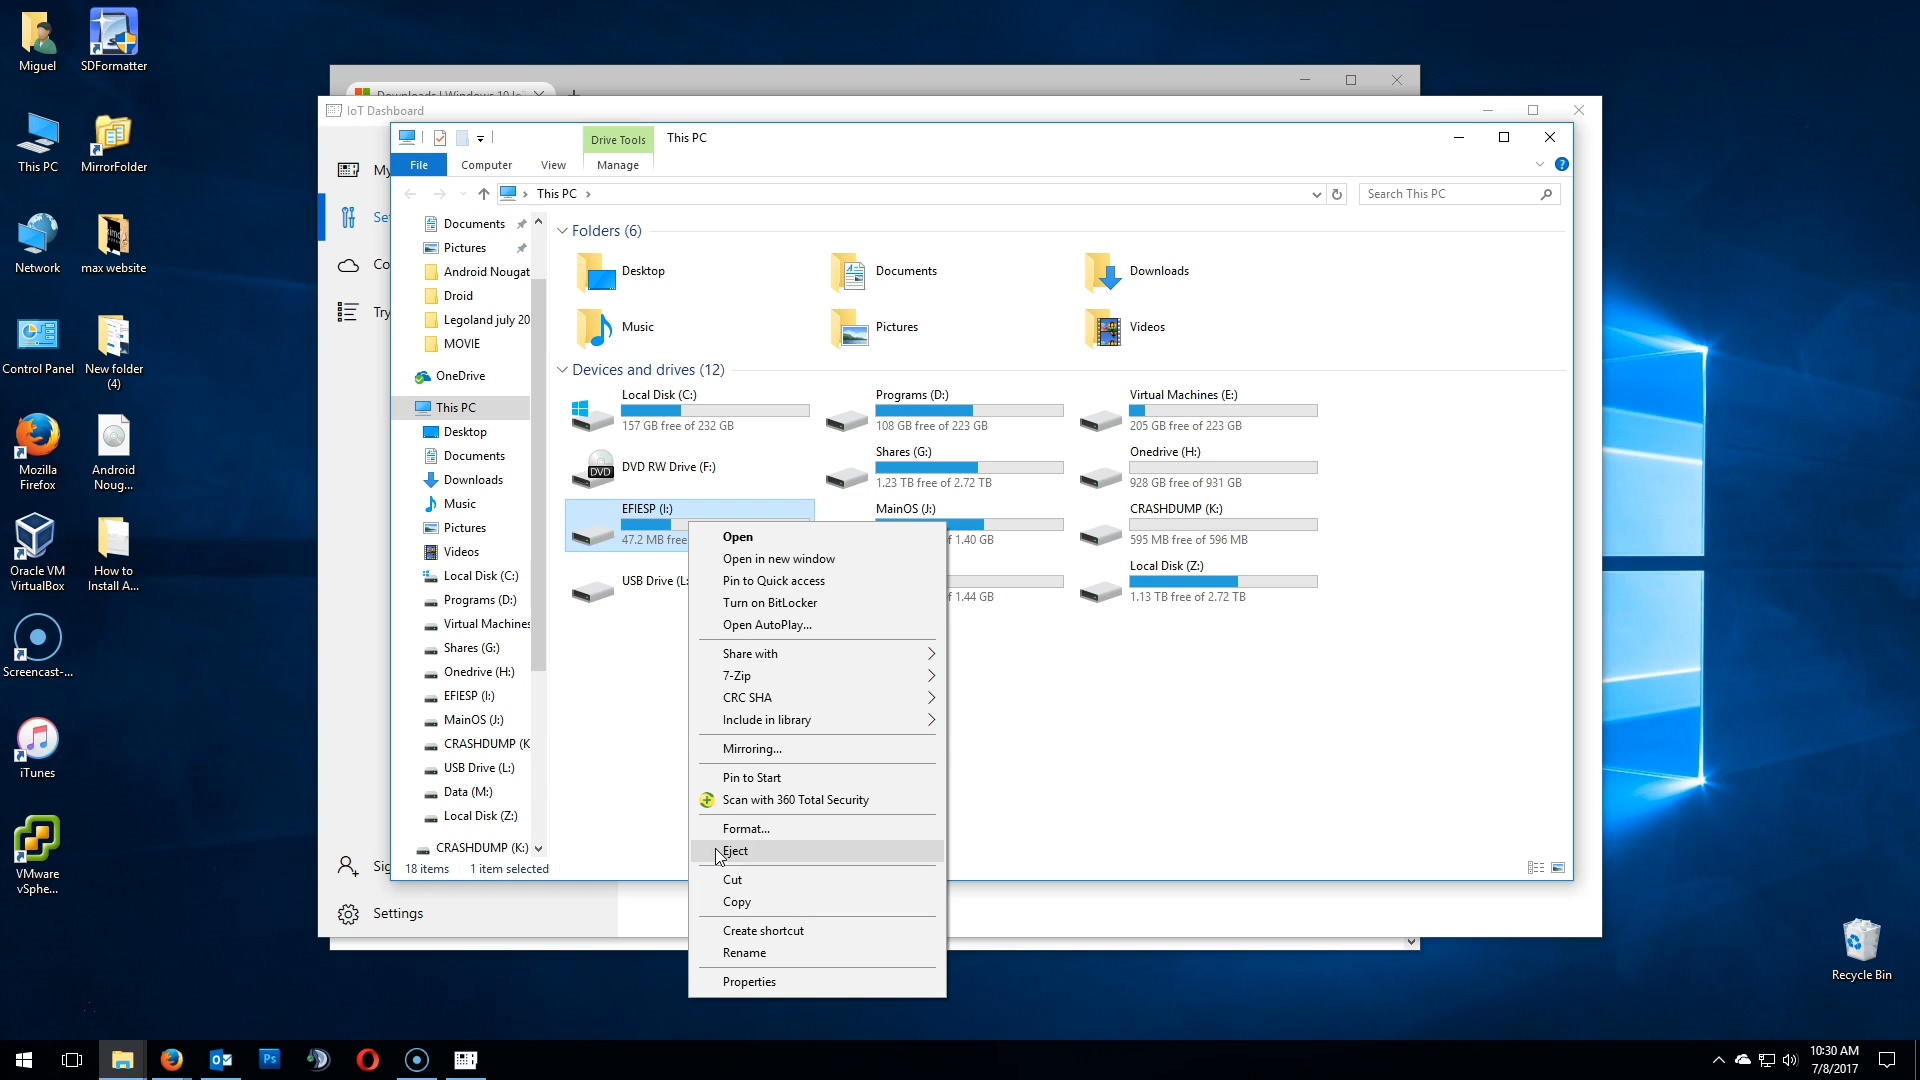 Miguel
SDFormatter
This PC
MirrorFolder
Network
max website
Control Panel
New folder
(4)
Mozilla
Firefox
Android
Noug...
Oracle VM
VirtualBox
How to
Install A...
Screencast-...
iTunes
VMware
vSphe...
Recycle Bin
IoT Dashboard
My
Set
Co
Try
Sig
Settings
Drive Tools
This PC
File
Computer
View
Manage
This PC
Search This PC
Documents
Pictures
Android Nougat
Droid
Legoland july 20
MOVIE
OneDrive
This PC
Desktop
Documents
Downloads
Music
Pictures
Videos
Local Disk (C:)
Programs (D:)
Virtual Machines
Shares (G:)
Onedrive (H:)
EFIESP (I:)
MainOS (J:)
CRASHDUMP (K
USB Drive (L:)
Data (M:)
Local Disk (Z:)
CRASHDUMP (K:)
18 items
1 item selected
Folders (6)
Desktop
Documents
Downloads
Music
Pictures
Videos
Devices and drives (12)
Local Disk (C:)
157 GB free of 232 GB
Programs (D:)
108 GB free of 223 GB
Virtual Machines (E:)
205 GB free of 223 GB
DVD
DVD RW Drive (F:)
Shares (G:)
1.23 TB free of 2.72 TB
Onedrive (H:)
928 GB free of 931 GB
EFIESP (I:)
47.2 MB free
MainOS (J:)
f 1.40 GB
CRASHDUMP (K:)
595 MB free of 596 MB
USB Drive (L:
f 1.44 GB
Local Disk (Z:)
1.13 TB free of 2.72 TB
Open
Open in new window
Pin to Quick access
Turn on BitLocker
Open AutoPlay...
Share with
7-Zip
CRC SHA
Include in library
Mirroring...
Pin to Start
Scan with 360 Total Security
Format...
Eject
Cut
Copy
Create shortcut
Rename
Properties
Ps
10:30 AM
7/8/2017